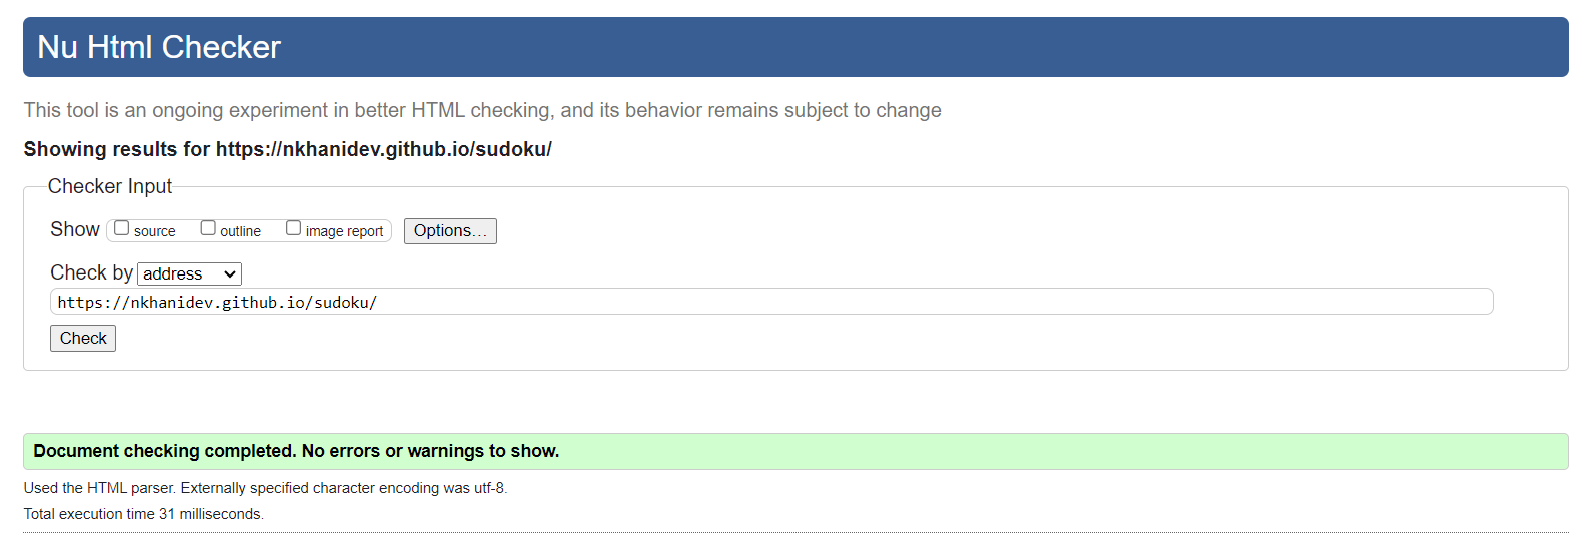 Nu Html Checker
This tool is an ongoing experiment in better HTML checking, and its behavior remains subject to change
Showing results for https://nkhanidev.github.io/sudoku/
Checker Input
Show source outline image report Options...
Check by address
https://nkhanidev.github.io/sudoku/
Check
Document checking completed. No errors or warnings to show.
Used the HTML parser. Externally specified character encoding was utf-8.
Total execution time 31 milliseconds.